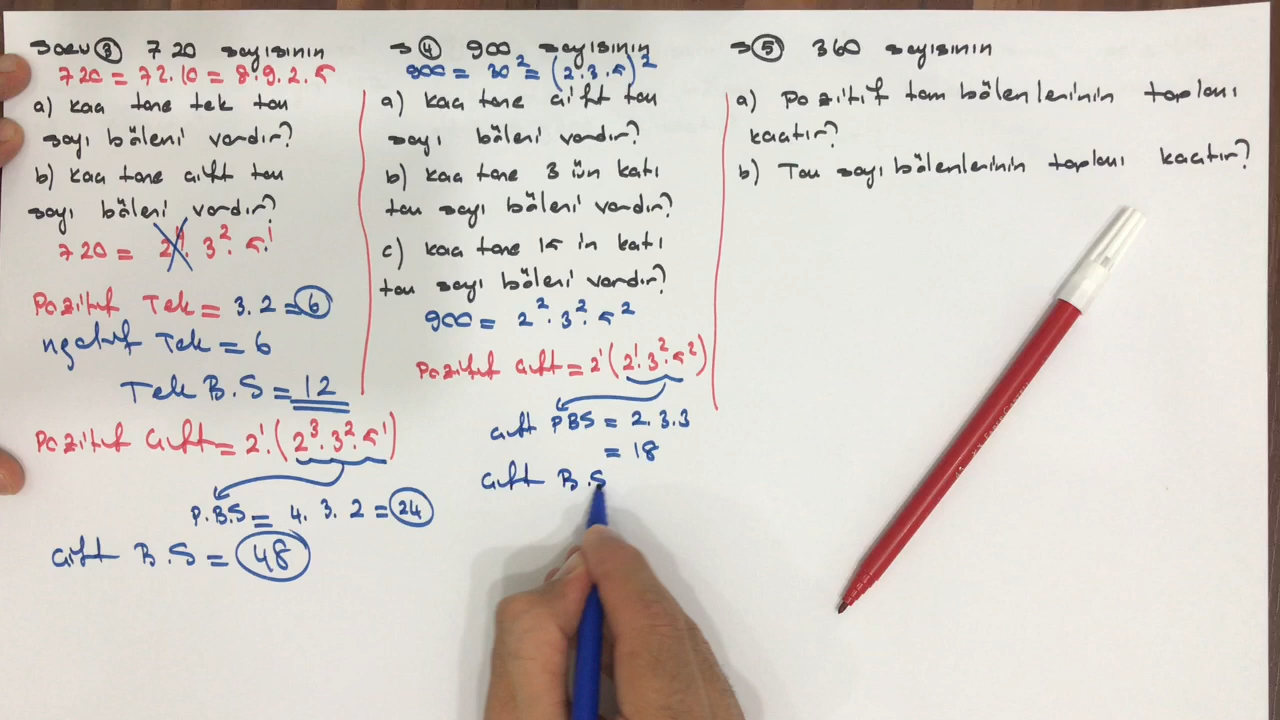 Soru ③ 720 sayısının
720 = 72.10 = 8.9.2.5
a) kaç tane tek tam
sayı böleni vardır?
b) kaç tane çift tam
sayı böleni vardır?
720 = 2⁴. 3². 5¹
Pozitif Tek = 3.2 = 6
negatif Tek = 6
Tek B.S = 12
Pozitif Çift = 2¹.(2³.3².5¹)
P.B.S = 4. 3. 2 = 24
Çift B.S = 48
S ④ 900 sayısının
900 = 30² = (2.3.5)²
a) kaç tane çift tam
sayı böleni vardır?
b) kaç tane 3 ün katı
tam sayı böleni vardır?
c) kaç tane 15 in katı
tam sayı böleni vardır?
900 = 2². 3². 5²
Pozitif Çift = 2¹(2¹.3².5²)
Çift PBS = 2.3.3
= 18
Çift B.S
S ⑤ 360 sayısının
a) Pozitif tam bölenlerinin toplamı
kaçtır?
b) Tam sayı bölenlerinin toplamı kaçtır?